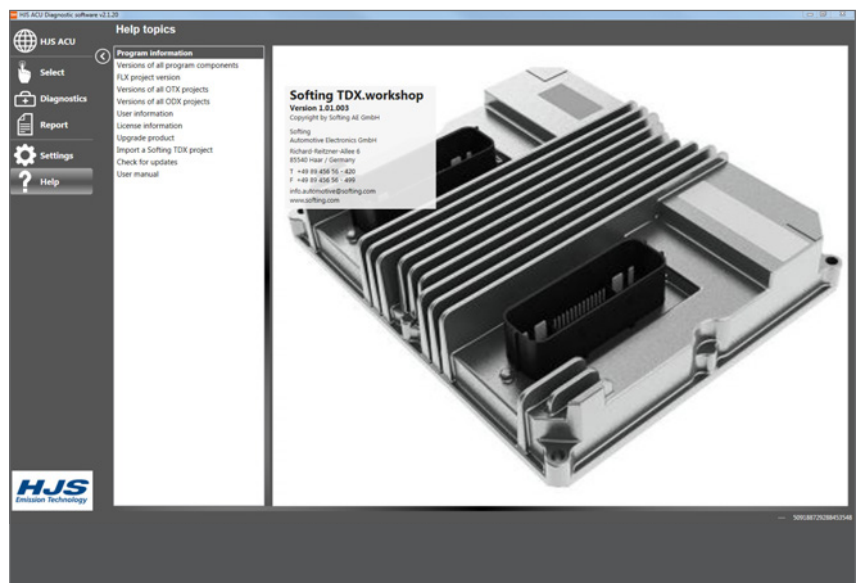 HJS ACU Diagnostic software v2.1.20
HJS ACU
Select
Diagnostics
Report
Settings
Help
Help topics
Program information
Versions of all program components
FLX project version
Versions of all OTX projects
Versions of all ODX projects
User information
License information
Upgrade product
Import a Softing TDX project
Check for updates
User manual
Softing TDX.workshop
Version 1.01.003
Copyright by Softing AE GmbH
Softing
Automotive Electronics GmbH
Richard-Reitzner-Allee 6
85540 Haar / Germany
T +49 89 456 56 - 420
F +49 89 456 56 - 499
info.automotive@softing.com
www.softing.com
HJS
Emission Technology